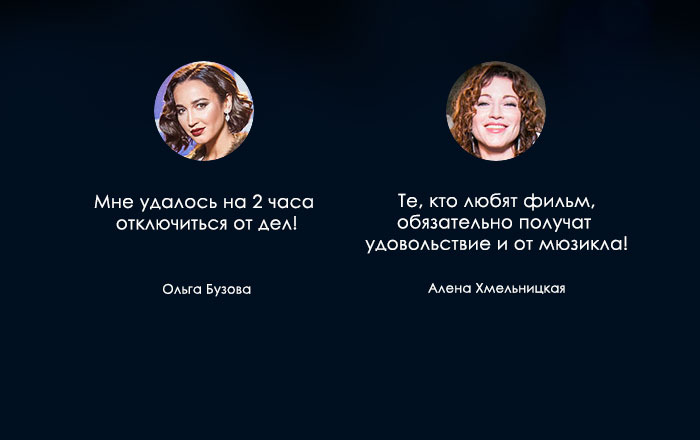 Мне удалось на 2 часа
отключиться от дел!
Ольга Бузова
Те, кто любят фильм,
обязательно получат
удовольствие и от мюзикла!
Алена Хмельницкая